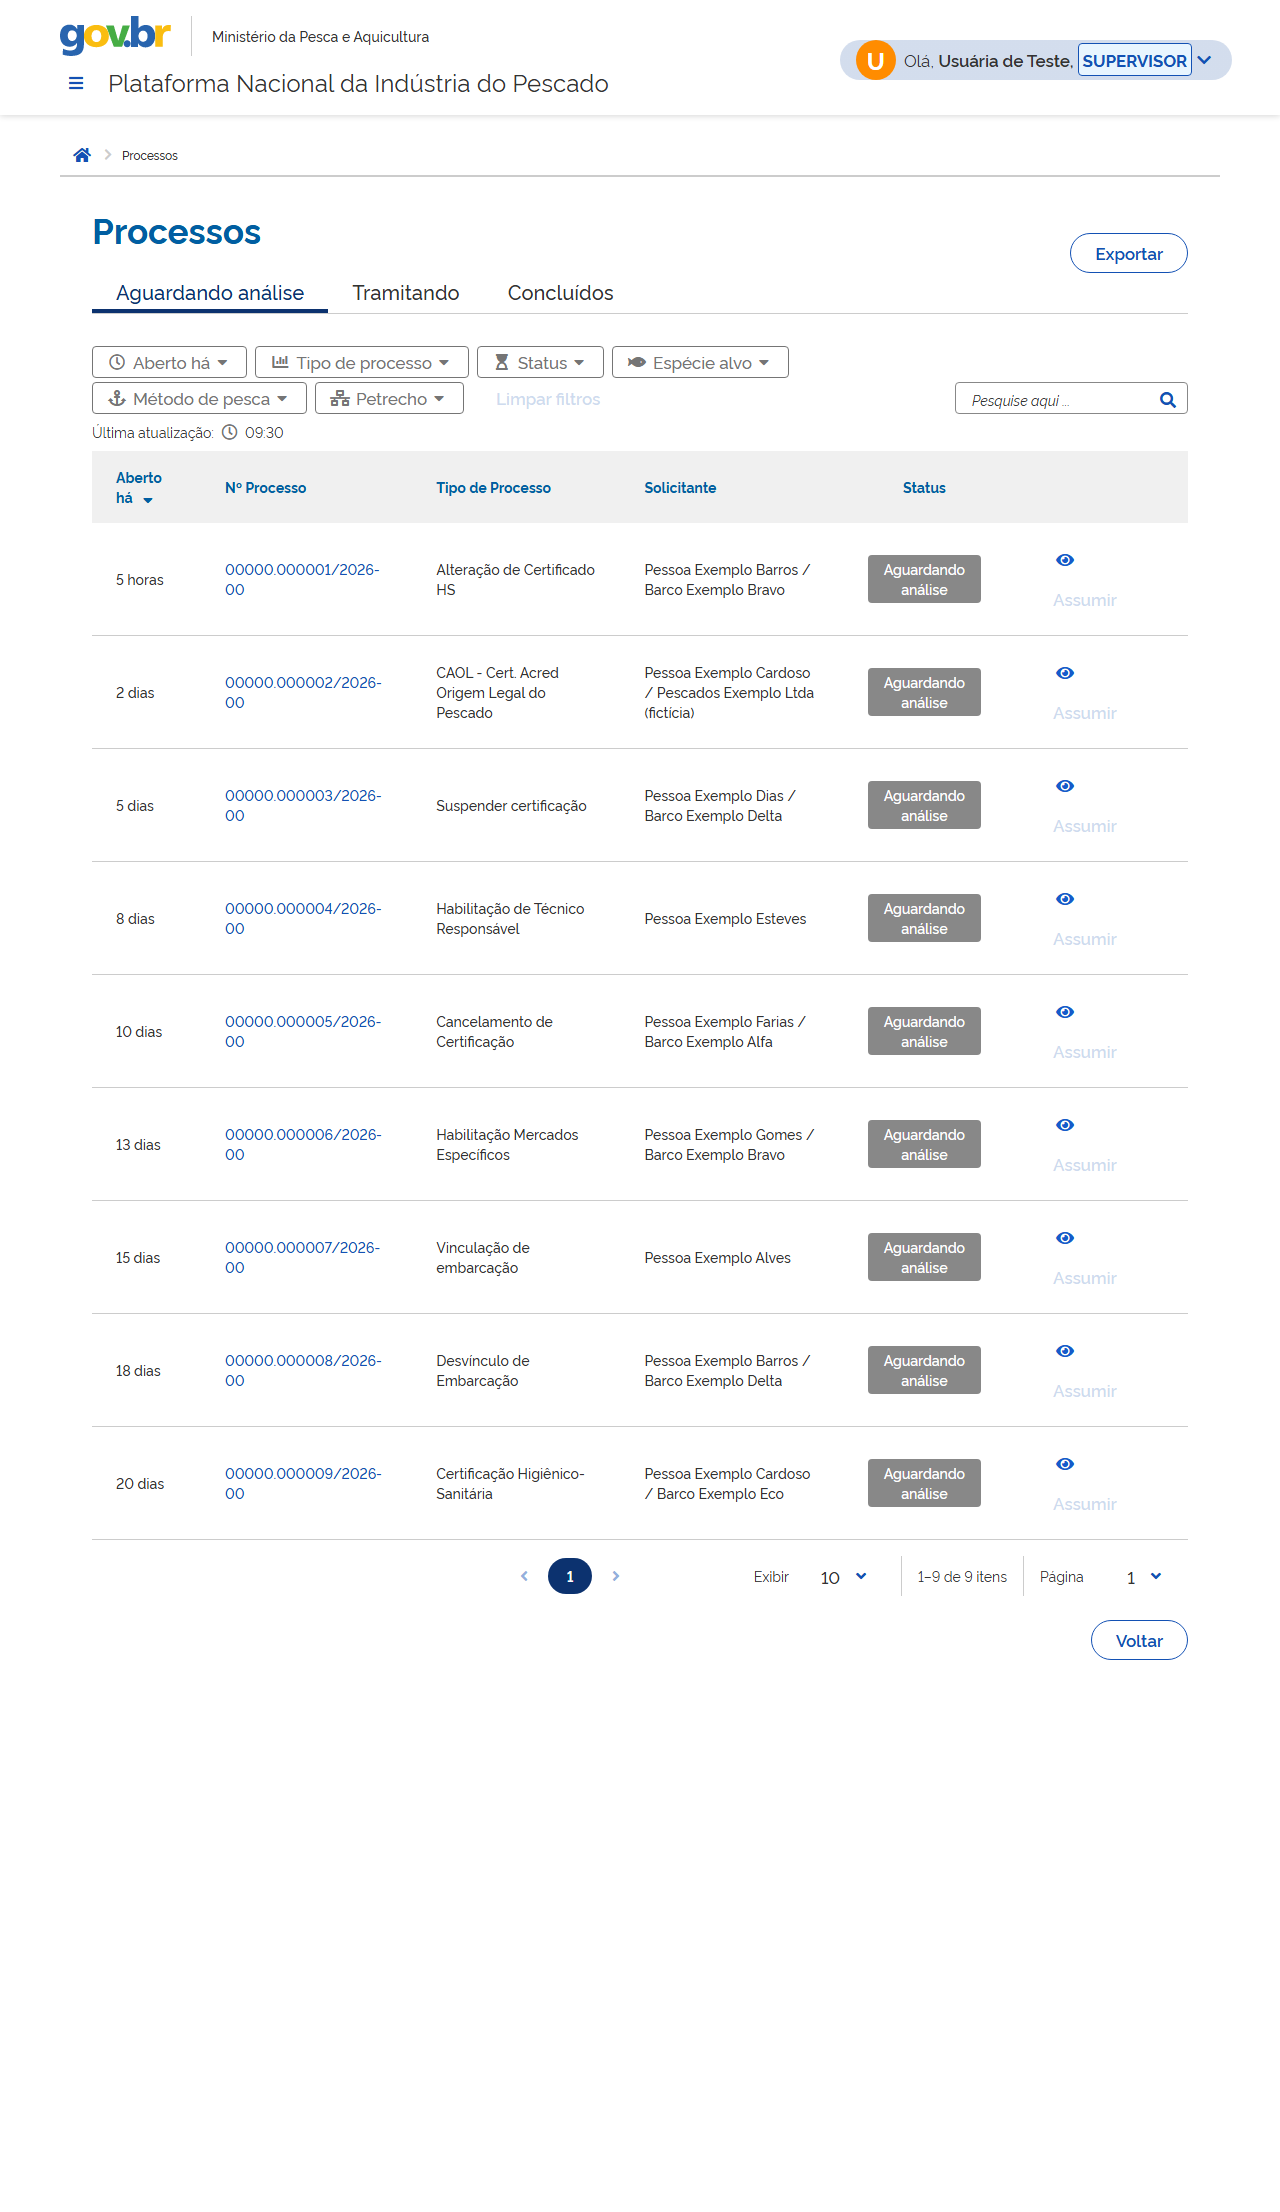 gov.br
Ministério da Pesca e Aquicultura
Plataforma Nacional da Indústria do Pescado
U Olá, Usuária de Teste, SUPERVISOR
Processos
Processos
Exportar
Aguardando análise Tramitando Concluídos
Aberto há Tipo de processo Status Espécie alvo
Método de pesca Petrecho Limpar filtros Pesquise aqui ...
Última atualização: 09:30
Aberto há Nº Processo Tipo de Processo Solicitante Status
5 horas 00000.000001/2026-00 Alteração de Certificado HS Pessoa Exemplo Barros / Barco Exemplo Bravo Aguardando análise Assumir
2 dias 00000.000002/2026-00 CAOL - Cert. Acred Origem Legal do Pescado Pessoa Exemplo Cardoso / Pescados Exemplo Ltda (fictícia) Aguardando análise Assumir
5 dias 00000.000003/2026-00 Suspender certificação Pessoa Exemplo Dias / Barco Exemplo Delta Aguardando análise Assumir
8 dias 00000.000004/2026-00 Habilitação de Técnico Responsável Pessoa Exemplo Esteves Aguardando análise Assumir
10 dias 00000.000005/2026-00 Cancelamento de Certificação Pessoa Exemplo Farias / Barco Exemplo Alfa Aguardando análise Assumir
13 dias 00000.000006/2026-00 Habilitação Mercados Específicos Pessoa Exemplo Gomes / Barco Exemplo Bravo Aguardando análise Assumir
15 dias 00000.000007/2026-00 Vinculação de embarcação Pessoa Exemplo Alves Aguardando análise Assumir
18 dias 00000.000008/2026-00 Desvínculo de Embarcação Pessoa Exemplo Barros / Barco Exemplo Delta Aguardando análise Assumir
20 dias 00000.000009/2026-00 Certificação Higiênico-Sanitária Pessoa Exemplo Cardoso / Barco Exemplo Eco Aguardando análise Assumir
1 Exibir 10 1–9 de 9 itens Página 1
Voltar